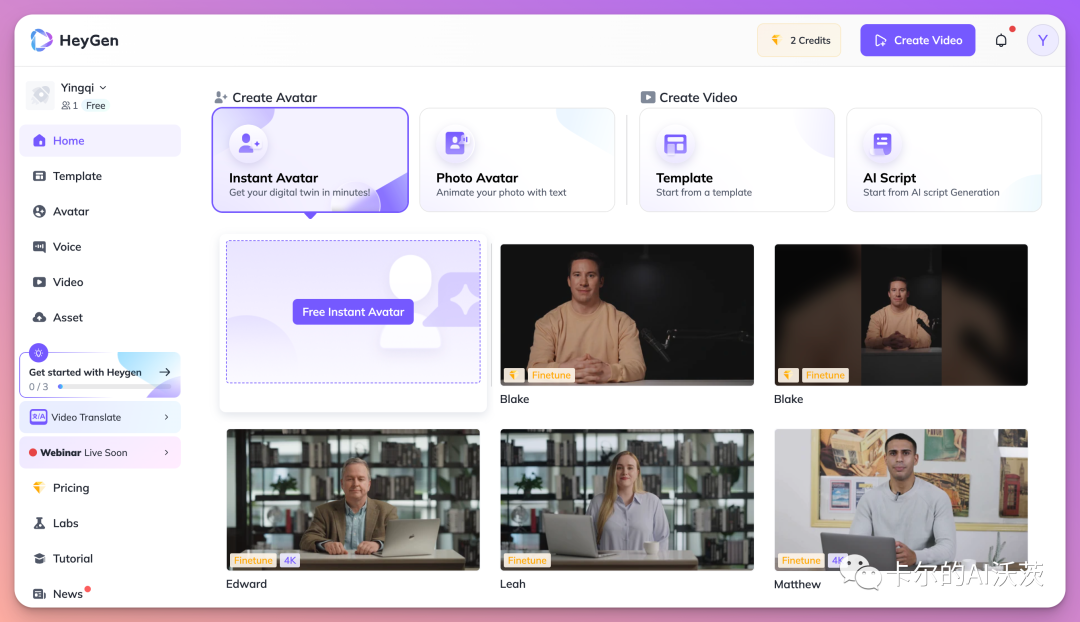 HeyGen
2 Credits
Create Video
Y
Yingqi
1 Free
Home
Template
Avatar
Voice
Video
Asset
Get started with Heygen
0 / 3
Video Translate
Webinar Live Soon
Pricing
Labs
Tutorial
News
Create Avatar
Instant Avatar
Get your digital twin in minutes!
Photo Avatar
Animate your photo with text
Create Video
Template
Start from a template
AI Script
Start from AI script Generation
Free Instant Avatar
Finetune
Blake
Finetune
Blake
Finetune 4K
Edward
Finetune
Leah
Finetune 4K
Matthew
卡尔的AI沃茨